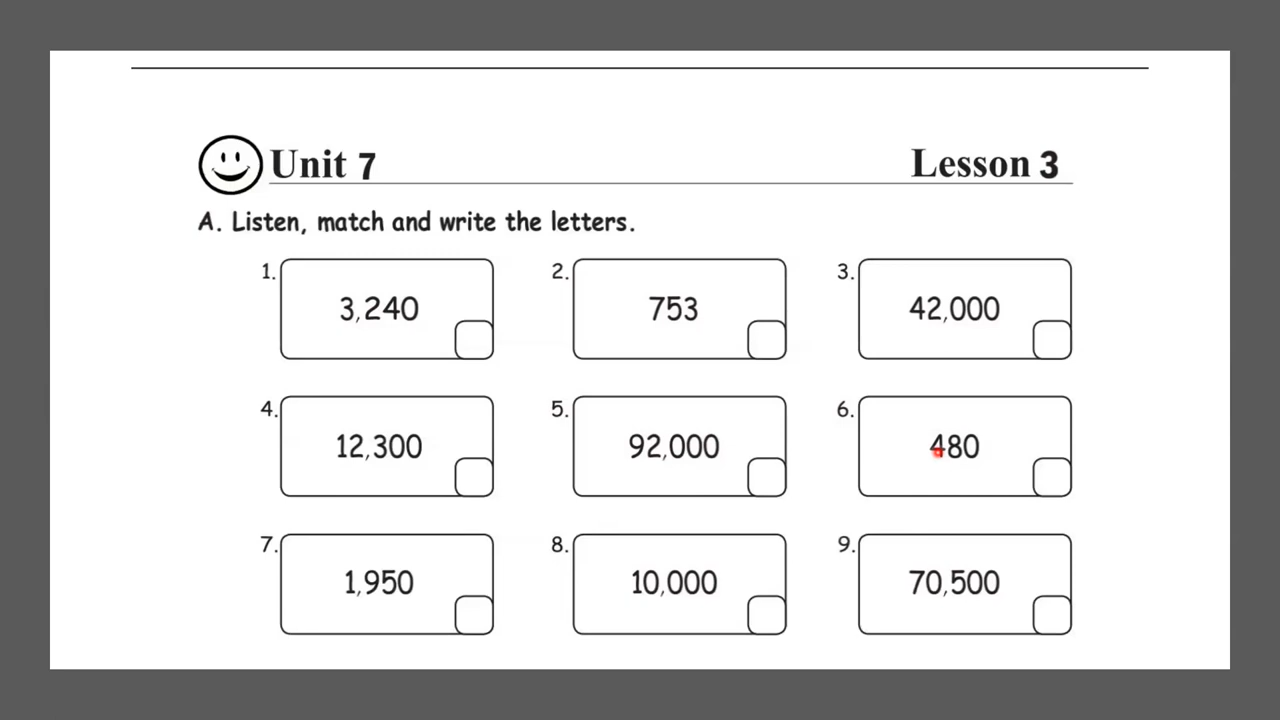 Unit 7 Lesson 3
A. Listen, match and write the letters.
1. 3,240 2. 753 3. 42,000
4. 12,300 5. 92,000 6. 480
7. 1,950 8. 10,000 9. 70,500